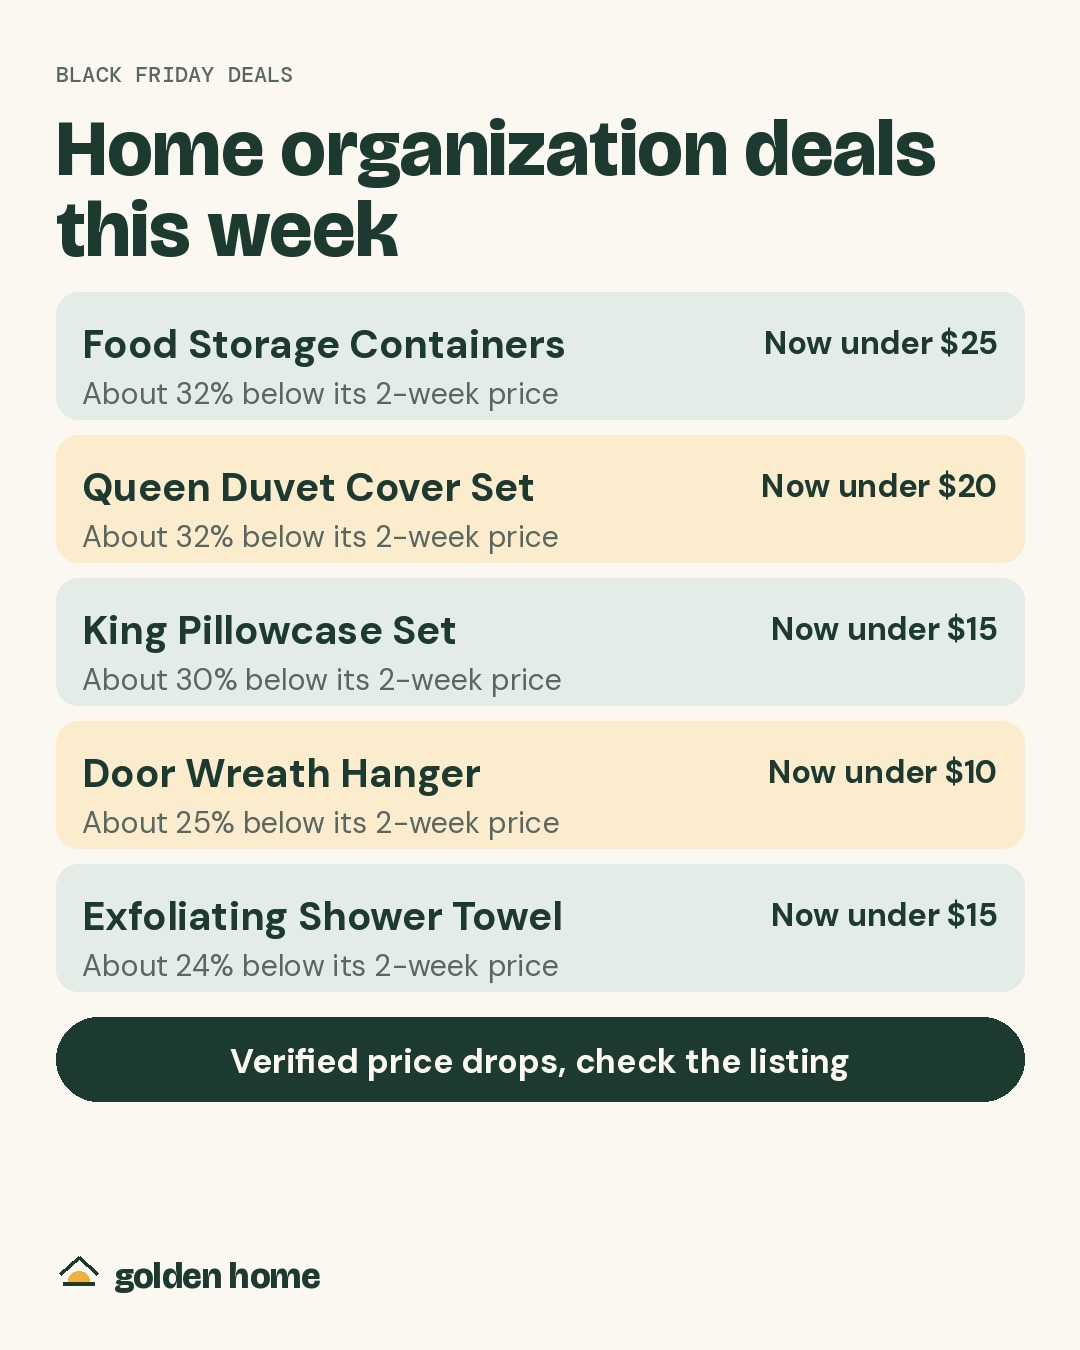 BLACK FRIDAY DEALS
Home organization deals
this week
Food Storage Containers
Now under $25
About 32% below its 2-week price
Queen Duvet Cover Set
Now under $20
About 32% below its 2-week price
King Pillowcase Set
Now under $15
About 30% below its 2-week price
Door Wreath Hanger
Now under $10
About 25% below its 2-week price
Exfoliating Shower Towel
Now under $15
About 24% below its 2-week price
Verified price drops, check the listing
golden home